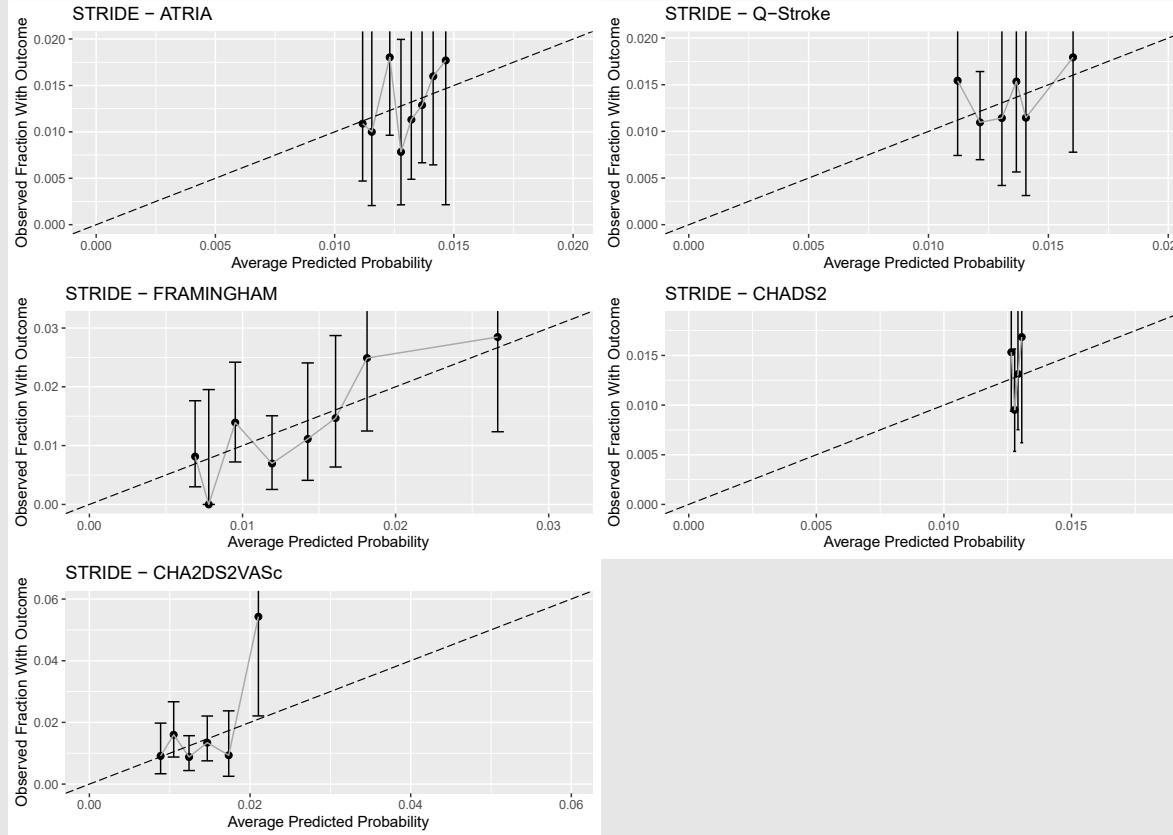 STRIDE − ATRIA
Observed Fraction With Outcome
0.020
0.015
0.010
0.005
0.000
0.000 0.005 0.010 0.015 0.020
Average Predicted Probability
STRIDE − Q−Stroke
Observed Fraction With Outcome
0.020
0.015
0.010
0.005
0.000
0.000 0.005 0.010 0.015 0.02
Average Predicted Probability
STRIDE − FRAMINGHAM
Observed Fraction With Outcome
0.03
0.02
0.01
0.00
0.00 0.01 0.02 0.03
Average Predicted Probability
STRIDE − CHADS2
Observed Fraction With Outcome
0.015
0.010
0.005
0.000
0.000 0.005 0.010 0.015
Average Predicted Probability
STRIDE − CHA2DS2VASc
Observed Fraction With Outcome
0.06
0.04
0.02
0.00
0.00 0.02 0.04 0.06
Average Predicted Probability